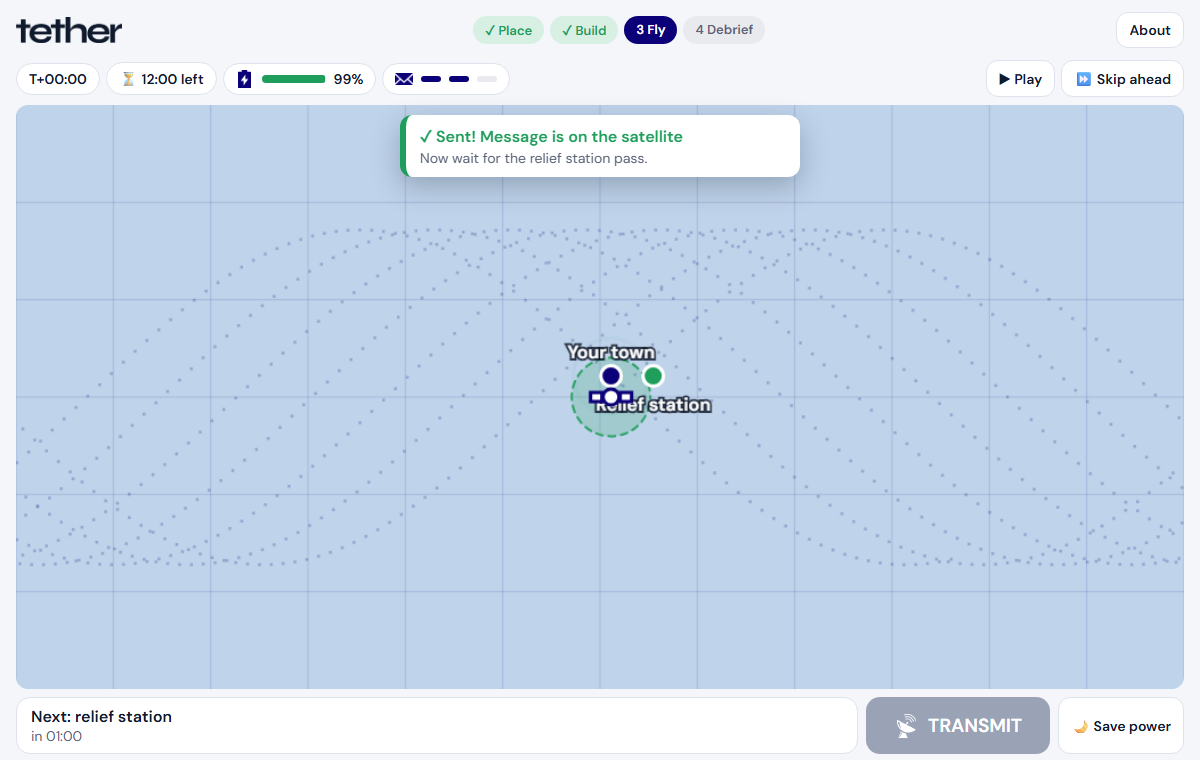 tether
✓ Place
✓ Build
3 Fly
4 Debrief
About
T+00:00
12:00 left
99%
Play
Skip ahead
✓ Sent! Message is on the satellite
Now wait for the relief station pass.
Your town
Relief station
Next: relief station
in 01:00
TRANSMIT
Save power